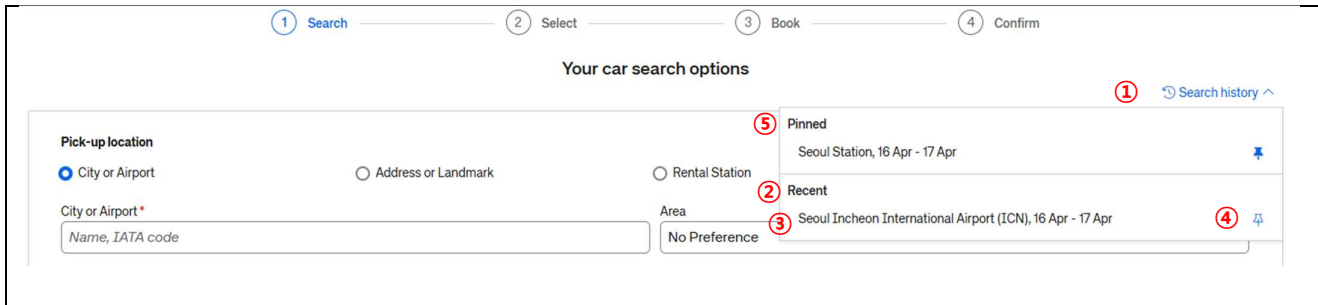 1 Search 2 Select 3 Book 4 Confirm
Your car search options
① Search history
⑤ Pinned
Pick-up location
Seoul Station, 16 Apr - 17 Apr
City or Airport Address or Landmark Rental Station
② Recent
City or Airport* Area
③ Seoul Incheon International Airport (ICN), 16 Apr - 17 Apr ④
Name, IATA code No Preference